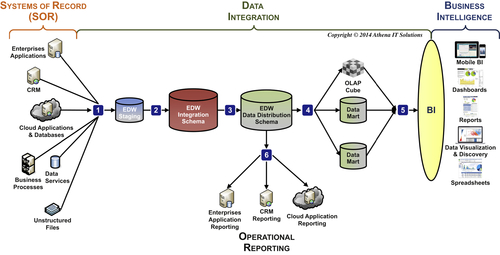 SYSTEMS OF RECORD
(SOR)
DATA
INTEGRATION
BUSINESS
INTELLIGENCE
Copyright © 2014 Athena IT Solutions
Enterprises
Applications
CRM
Cloud Applications
& Databases
Business
Processes
Data
Services
Unstructured
Files
1
EDW
Staging
2
EDW
Integration
Schema
3
EDW
Data Distribution
Schema
4
OLAP
Cube
Data
Mart
Data
Mart
5
BI
Mobile BI
Dashboards
Reports
Data Visualization
& Discovery
Spreadsheets
6
Enterprises
Application
Reporting
CRM
Reporting
Cloud Application
Reporting
OPERATIONAL
REPORTING